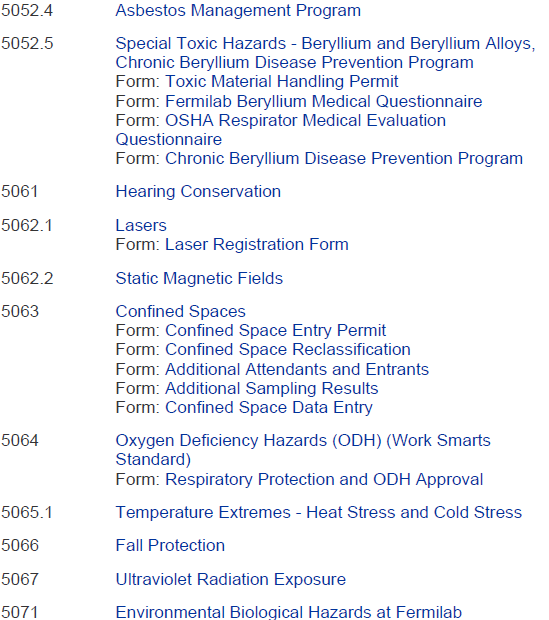 5052.4 Asbestos Management Program
5052.5 Special Toxic Hazards - Beryllium and Beryllium Alloys,
Chronic Beryllium Disease Prevention Program
Form: Toxic Material Handling Permit
Form: Fermilab Beryllium Medical Questionnaire
Form: OSHA Respirator Medical Evaluation
Questionnaire
Form: Chronic Beryllium Disease Prevention Program
5061 Hearing Conservation
5062.1 Lasers
Form: Laser Registration Form
5062.2 Static Magnetic Fields
5063 Confined Spaces
Form: Confined Space Entry Permit
Form: Confined Space Reclassification
Form: Additional Attendants and Entrants
Form: Additional Sampling Results
Form: Confined Space Data Entry
5064 Oxygen Deficiency Hazards (ODH) (Work Smarts
Standard)
Form: Respiratory Protection and ODH Approval
5065.1 Temperature Extremes - Heat Stress and Cold Stress
5066 Fall Protection
5067 Ultraviolet Radiation Exposure
5071 Environmental Biological Hazards at Fermilab